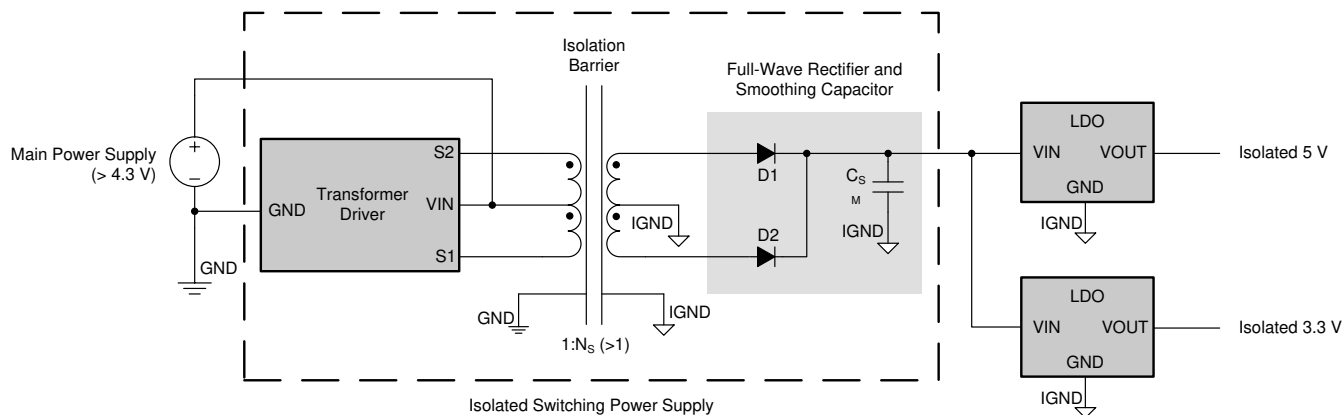 Isolation
Barrier
Full-Wave Rectifier and
Smoothing Capacitor
Main Power Supply
(> 4.3 V)
+
–
GND
Transformer
Driver
GND
S2
VIN
S1
IGND
GND
IGND
1:NS (>1)
D1
D2
CS
M
IGND
LDO
VIN
VOUT
GND
IGND
Isolated 5 V
LDO
VIN
VOUT
GND
IGND
Isolated 3.3 V
Isolated Switching Power Supply